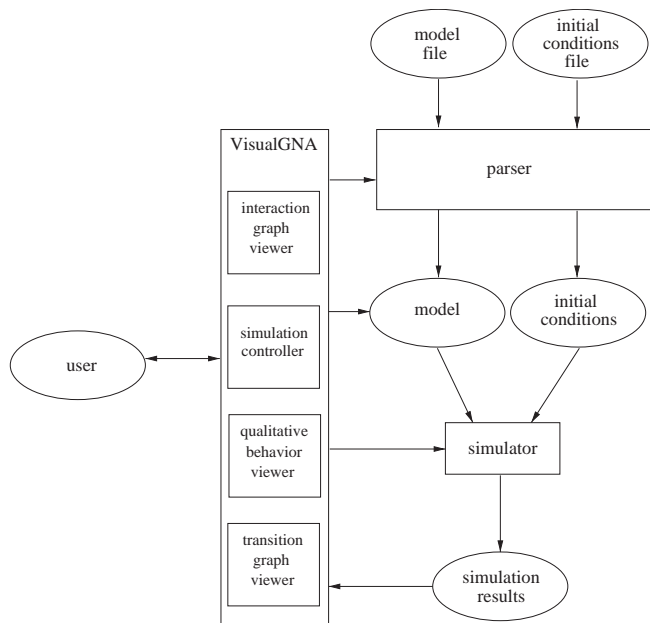 model
file
initial
conditions
file
VisualGNA
parser
interaction
graph
viewer
model
initial
conditions
simulation
controller
user
qualitative
behavior
viewer
simulator
transition
graph
viewer
simulation
results